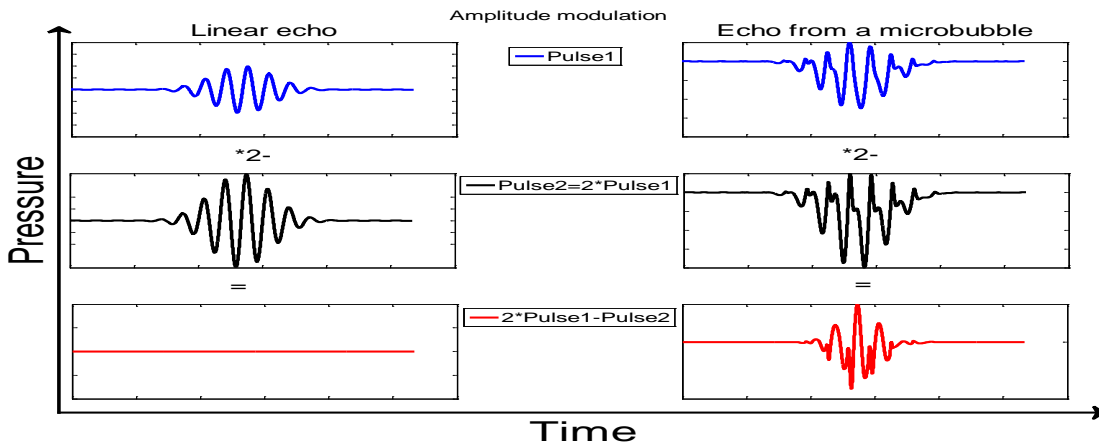 Amplitude modulation
Linear echo
Echo from a microbubble
Pulse1
*2-
*2-
Pulse2=2*Pulse1
=
=
2*Pulse1-Pulse2
Pressure
Time